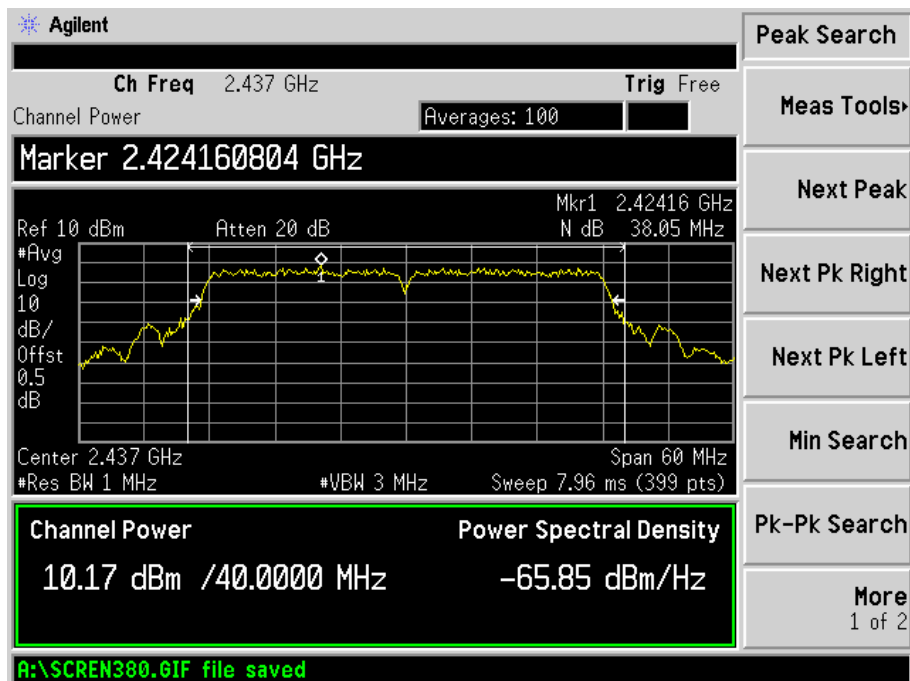 Agilent
Ch Freq 2.437 GHz Trig Free
Channel Power Averages: 100
Marker 2.424160804 GHz
Mkr1 2.42416 GHz
Ref 10 dBm Atten 20 dB N dB 38.05 MHz
#Avg
Log
10
dB/
Offst
0.5
dB
1
Center 2.437 GHz Span 60 MHz
#Res BW 1 MHz #VBW 3 MHz Sweep 7.96 ms (399 pts)
Channel Power Power Spectral Density
10.17 dBm /40.0000 MHz -65.85 dBm/Hz
A:\SCREN380.GIF file saved
Peak Search
Meas Tools
Next Peak
Next Pk Right
Next Pk Left
Min Search
Pk-Pk Search
More
1 of 2